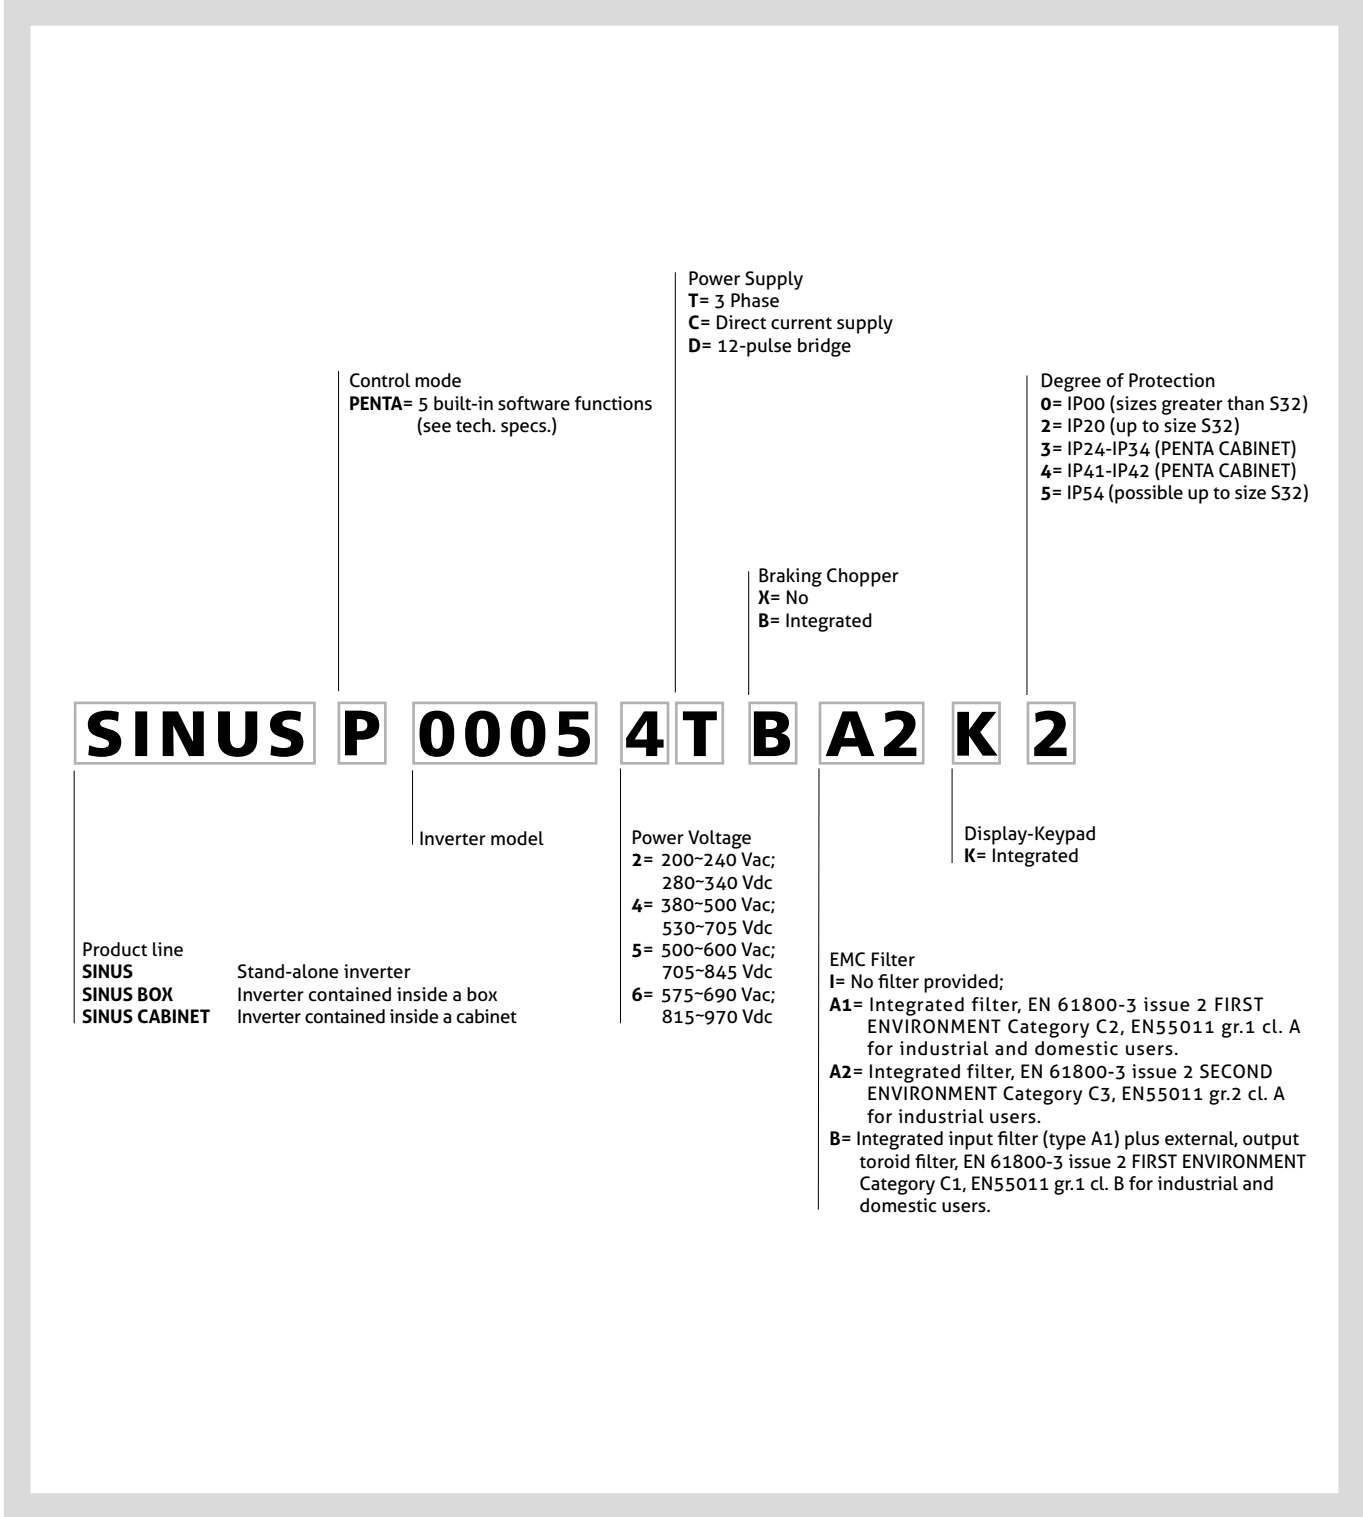 Power Supply
T= 3 Phase
C= Direct current supply
D= 12-pulse bridge
Control mode
PENTA= 5 built-in software functions
(see tech. specs.)
Degree of Protection
0= IP00 (sizes greater than S32)
2= IP20 (up to size S32)
3= IP24-IP34 (PENTA CABINET)
4= IP41-IP42 (PENTA CABINET)
5= IP54 (possible up to size S32)
Braking Chopper
X= No
B= Integrated
SINUS P 0005 4 T B A2 K 2
Inverter model
Power Voltage
2= 200~240 Vac;
280~340 Vdc
4= 380~500 Vac;
530~705 Vdc
5= 500~600 Vac;
705~845 Vdc
6= 575~690 Vac;
815~970 Vdc
Display-Keypad
K= Integrated
Product line
SINUS Stand-alone inverter
SINUS BOX Inverter contained inside a box
SINUS CABINET Inverter contained inside a cabinet
EMC Filter
I= No filter provided;
A1= Integrated filter, EN 61800-3 issue 2 FIRST
ENVIRONMENT Category C2, EN55011 gr.1 cl. A
for industrial and domestic users.
A2= Integrated filter, EN 61800-3 issue 2 SECOND
ENVIRONMENT Category C3, EN55011 gr.2 cl. A
for industrial users.
B= Integrated input filter (type A1) plus external, output
toroid filter, EN 61800-3 issue 2 FIRST ENVIRONMENT
Category C1, EN55011 gr.1 cl. B for industrial and
domestic users.